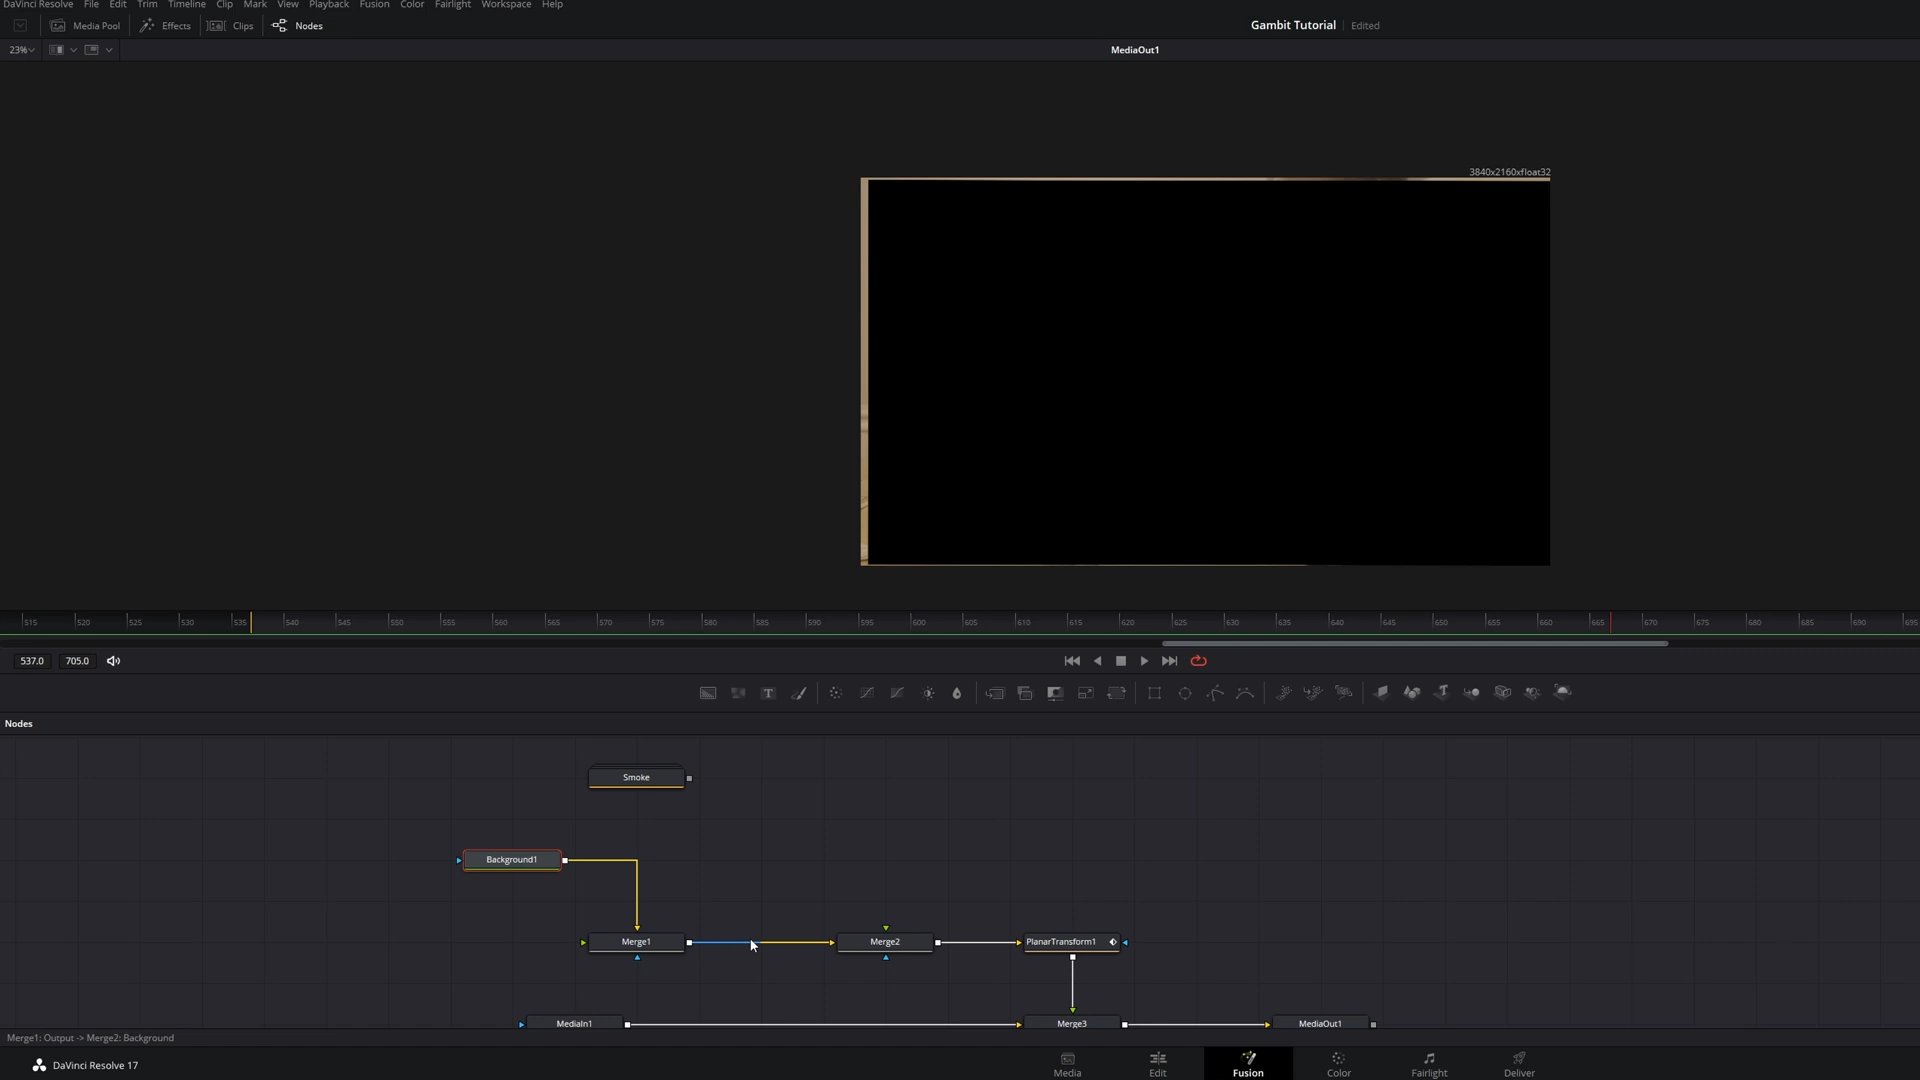 DaVinci Resolve File Edit Trim Timeline Clip Mark View Playback Fusion Color Fairlight Workspace Help
Media Pool Effects Clips Nodes Gambit Tutorial Edited
23% MediaOut1
3840x2160xfloat32
515 520 525 530 535 540 545 550 555 560 565 570 575 580 585 590 595 600 605 610 615 620 625 630 635 640 645 650 655 660 665 670 675 680 685 690 695
537.0 705.0
T T
Nodes
Smoke
Background1
Merge1 Merge2 PlanarTransform1
MediaIn1 Merge3 MediaOut1
Merge1: Output -> Merge2: Background
DaVinci Resolve 17 Media Edit Fusion Color Fairlight Deliver